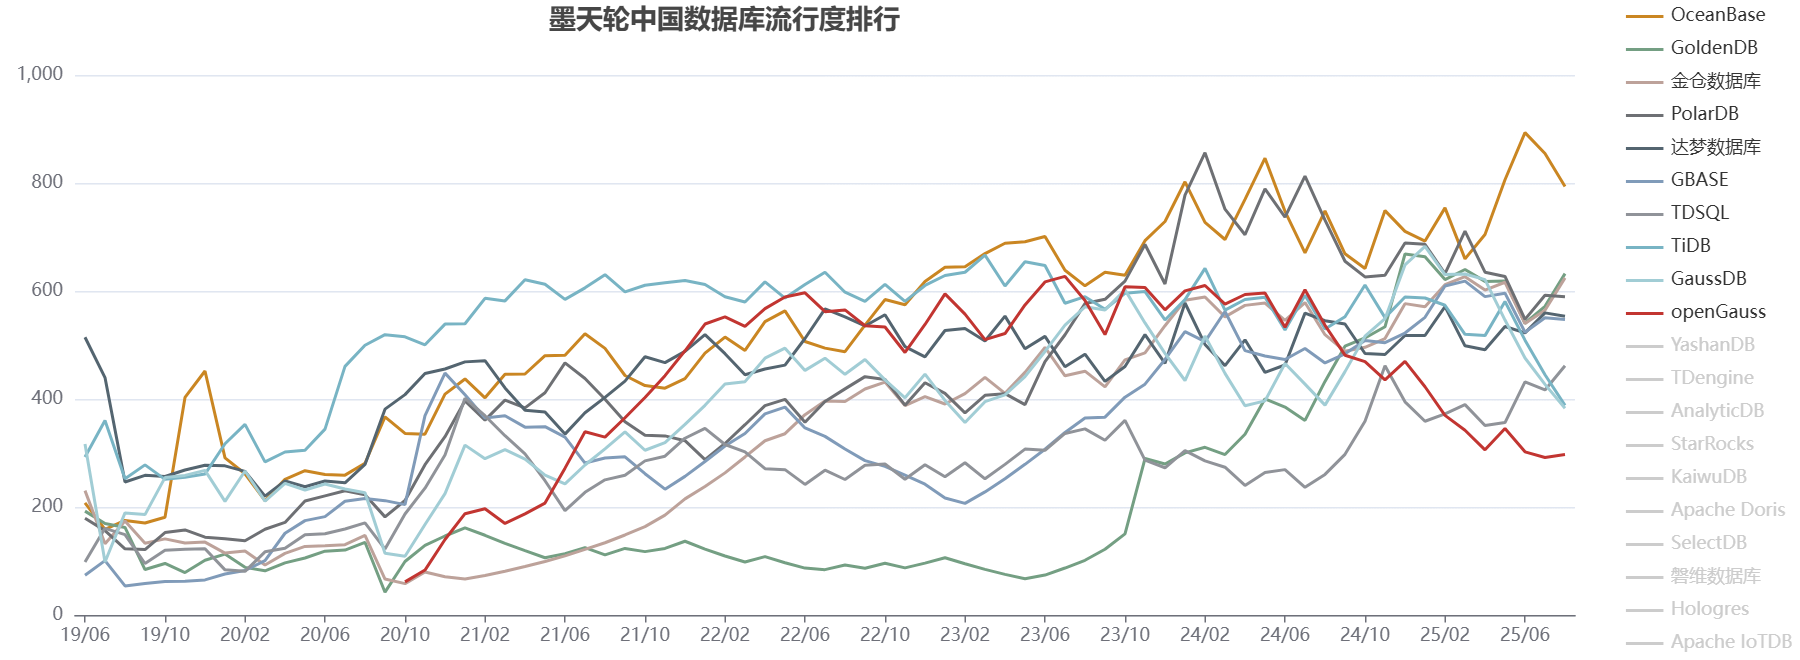 墨天轮中国数据库流行度排行
1,000
800
600
400
200
0
19/06 19/10 20/02 20/06 20/10 21/02 21/06 21/10 22/02 22/06 22/10 23/02 23/06 23/10 24/02 24/06 24/10 25/02 25/06
OceanBase
GoldenDB
金仓数据库
PolarDB
达梦数据库
GBASE
TDSQL
TiDB
GaussDB
openGauss
YashanDB
TDengine
AnalyticDB
StarRocks
KaiwuDB
Apache Doris
SelectDB
磐维数据库
Hologres
Apache IoTDB